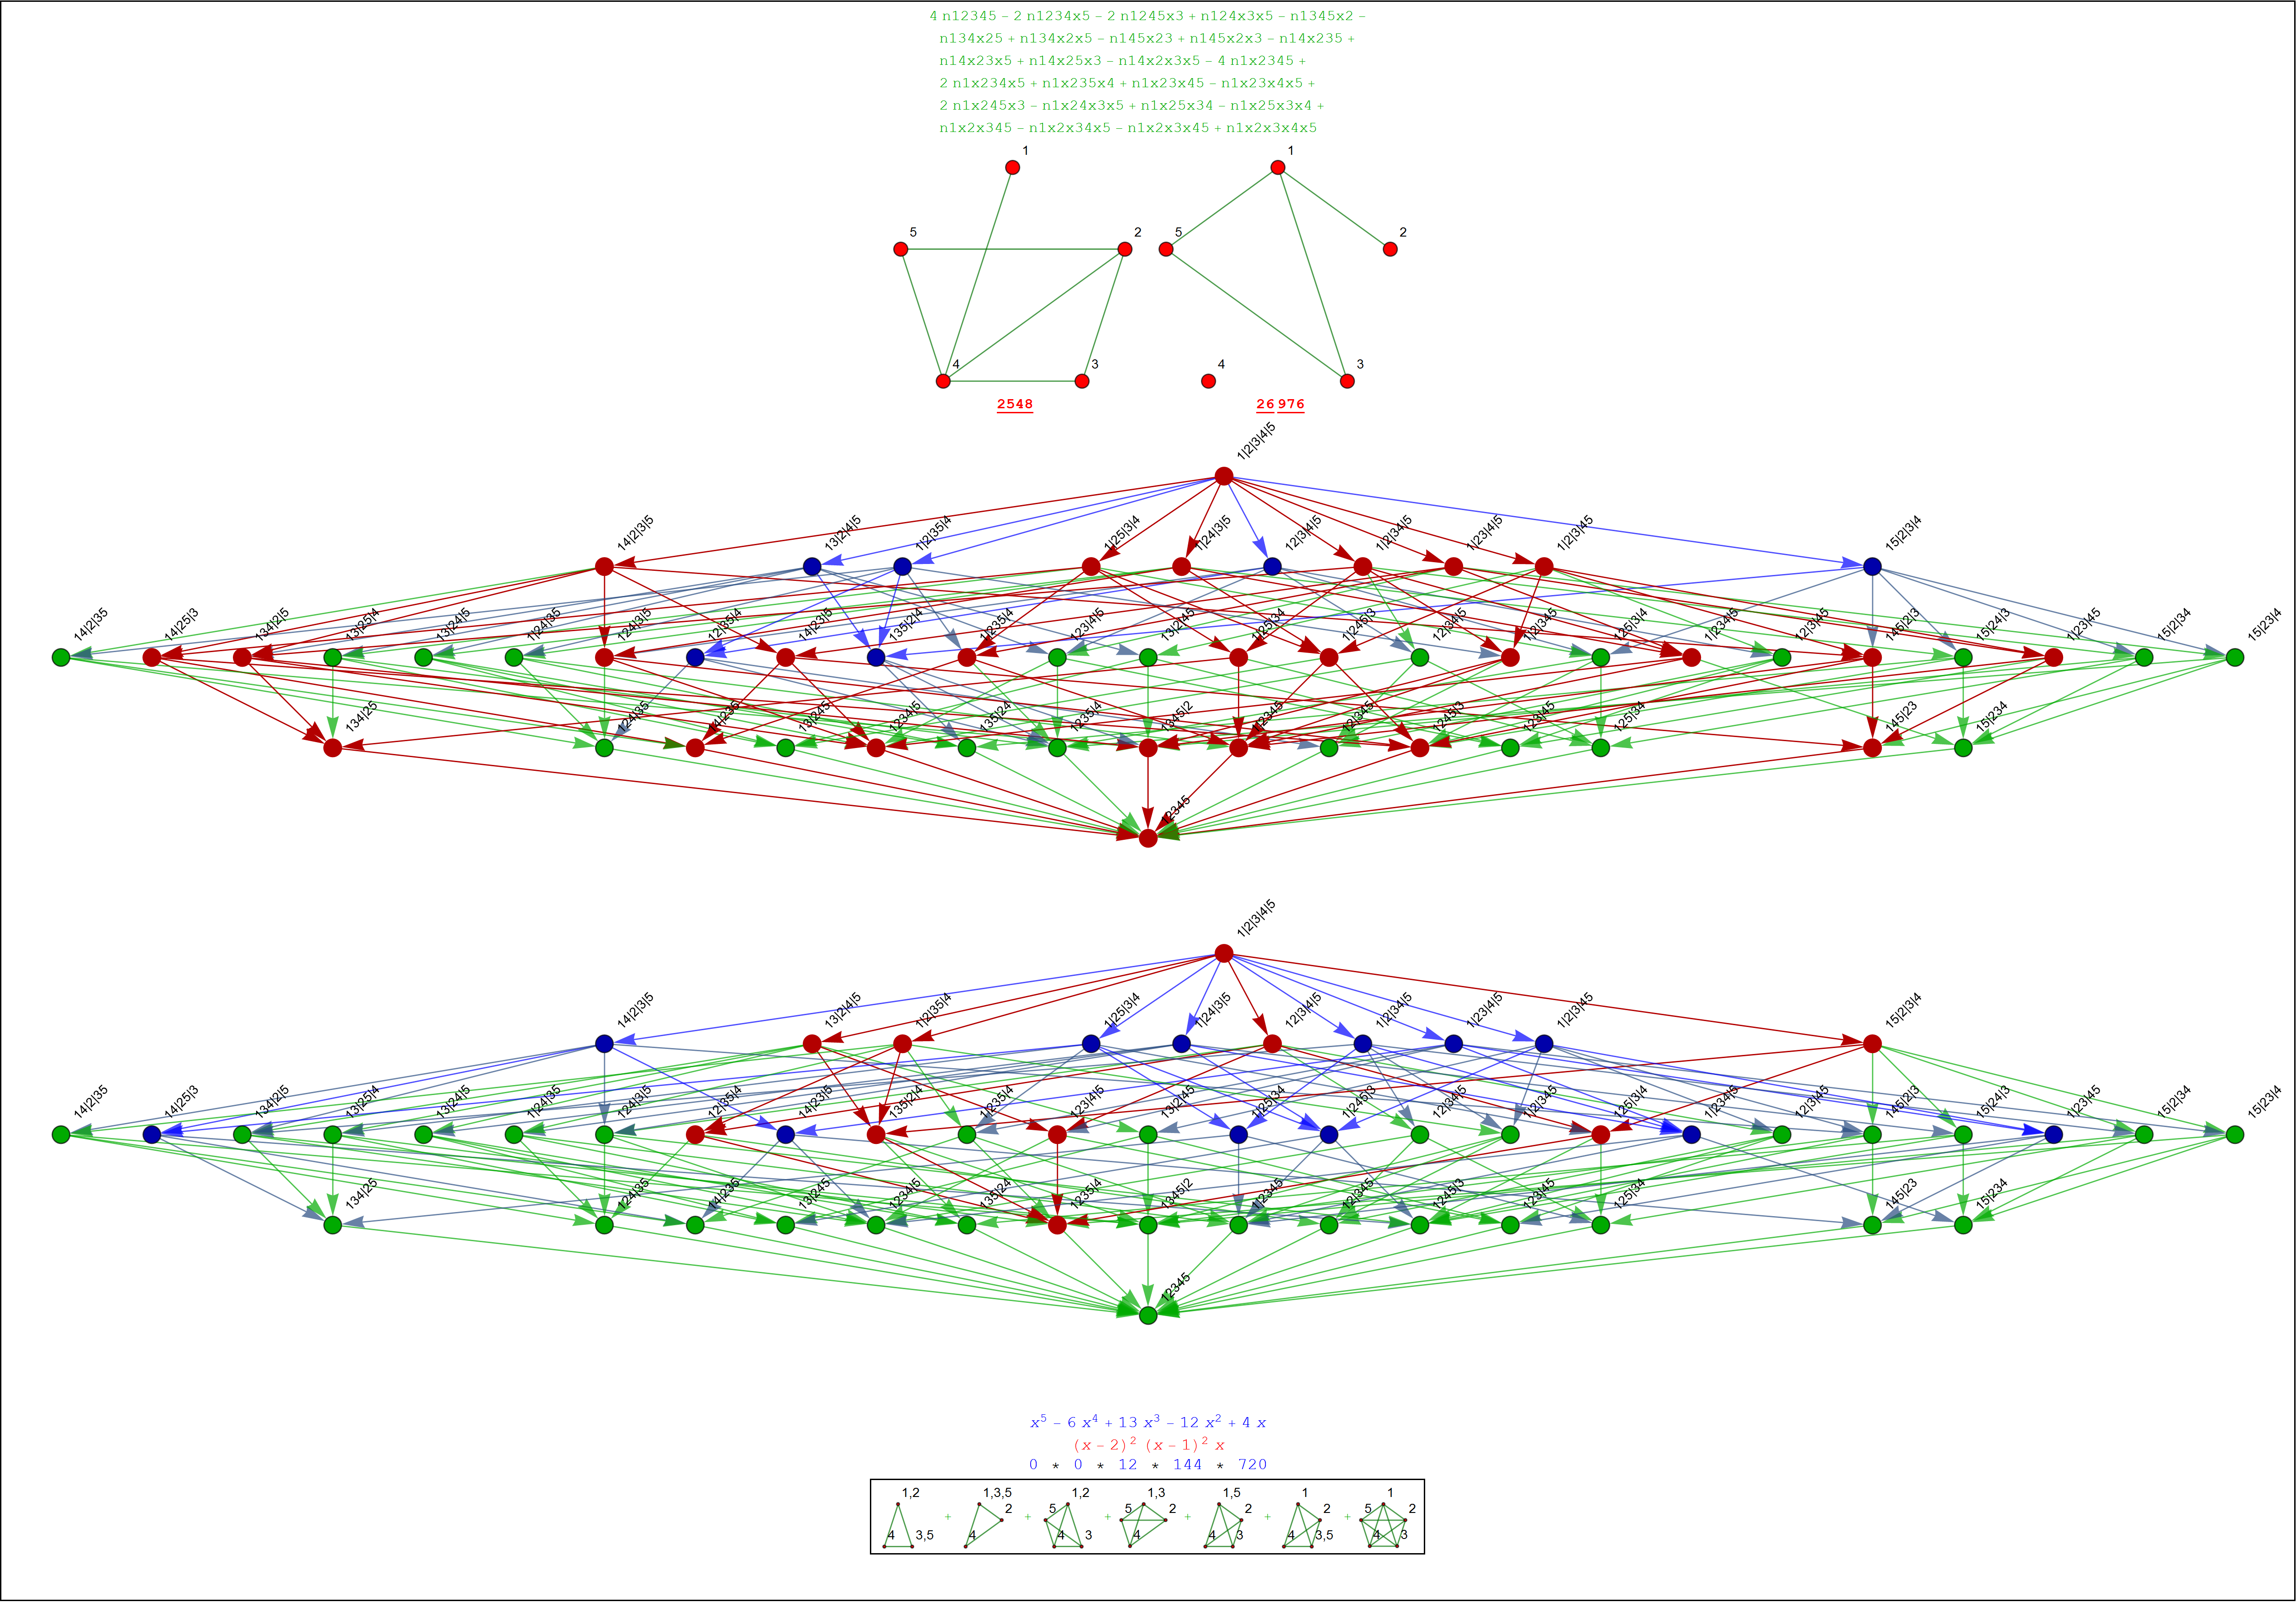 4 n12345 – 2 n1234x5 – 2 n1245x3 + n124x3x5 – n1345x2 –
n134x25 + n134x2x5 – n145x23 + n145x2x3 – n14x235 +
n14x23x5 + n14x25x3 – n14x2x3x5 – 4 n1x2345 +
2 n1x234x5 + n1x235x4 + n1x23x45 – n1x23x4x5 +
2 n1x245x3 – n1x24x3x5 + n1x25x34 – n1x25x3x4 +
n1x2x345 – n1x2x34x5 – n1x2x3x45 + n1x2x3x4x5
1 1
5 2 5 2
4 3 4 3
2548 26 976
1|2|3|4|5
14|2|3|5 13|2|4|5 1|2|35|4 1|25|3|4 1|24|3|5 12|3|4|5 1|2|34|5 1|23|4|5 1|2|3|45 15|2|3|4
14|2|35 14|25|3 134|2|5 13|25|4 13|24|5 1|24|35 124|3|5 12|35|4 14|23|5 135|2|4 1|235|4 123|4|5 13|2|45 1|25|34 1|245|3 12|34|5 1|2|345 125|3|4 1|234|5 12|3|45 145|2|3 15|24|3 1|23|45 15|2|34 15|23|4
134|25 124|35 14|235 13|245 1234|5 135|24 1235|4 1345|2 1|2345 12|345 1245|3 123|45 125|34 145|23 15|234
12345
1|2|3|4|5
14|2|3|5 13|2|4|5 1|2|35|4 1|25|3|4 1|24|3|5 12|3|4|5 1|2|34|5 1|23|4|5 1|2|3|45 15|2|3|4
14|2|35 14|25|3 134|2|5 13|25|4 13|24|5 1|24|35 124|3|5 12|35|4 14|23|5 135|2|4 1|235|4 123|4|5 13|2|45 1|25|34 1|245|3 12|34|5 1|2|345 125|3|4 1|234|5 12|3|45 145|2|3 15|24|3 1|23|45 15|2|34 15|23|4
134|25 124|35 14|235 13|245 1234|5 135|24 1235|4 1345|2 1|2345 12|345 1245|3 123|45 125|34 145|23 15|234
12345
x⁵ – 6 x⁴ + 13 x³ – 12 x² + 4 x
(x – 2)² (x – 1)² x
0 * 0 * 12 * 144 * 720
1,2 1,3,5 1,2 1,3 1,5 1 1
2 5 5 2 2 2 5 2
+ + + + + +
4 3,5 4 4 3 4 4 3 4 3,5 4 3